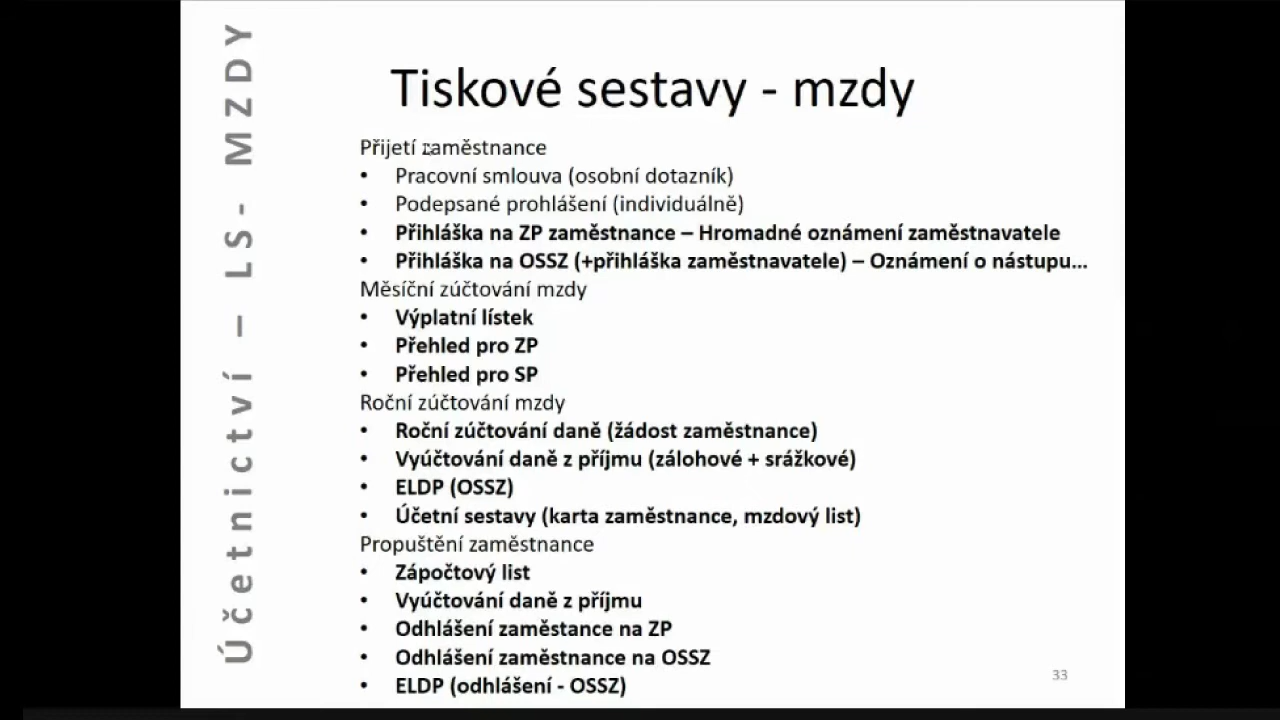 Účetnictví – LS- MZDY
Tiskové sestavy - mzdy
Přijetí zaměstnance
• Pracovní smlouva (osobní dotazník)
• Podepsané prohlášení (individuálně)
• Přihláška na ZP zaměstnance – Hromadné oznámení zaměstnavatele
• Přihláška na OSSZ (+přihláška zaměstnavatele) – Oznámení o nástupu...
Měsíční zúčtování mzdy
• Výplatní lístek
• Přehled pro ZP
• Přehled pro SP
Roční zúčtování mzdy
• Roční zúčtování daně (žádost zaměstnance)
• Vyúčtování daně z příjmu (zálohové + srážkové)
• ELDP (OSSZ)
• Účetní sestavy (karta zaměstnance, mzdový list)
Propuštění zaměstnance
• Zápočtový list
• Vyúčtování daně z příjmu
• Odhlášení zaměstance na ZP
• Odhlášení zaměstnance na OSSZ
• ELDP (odhlášení - OSSZ)
33